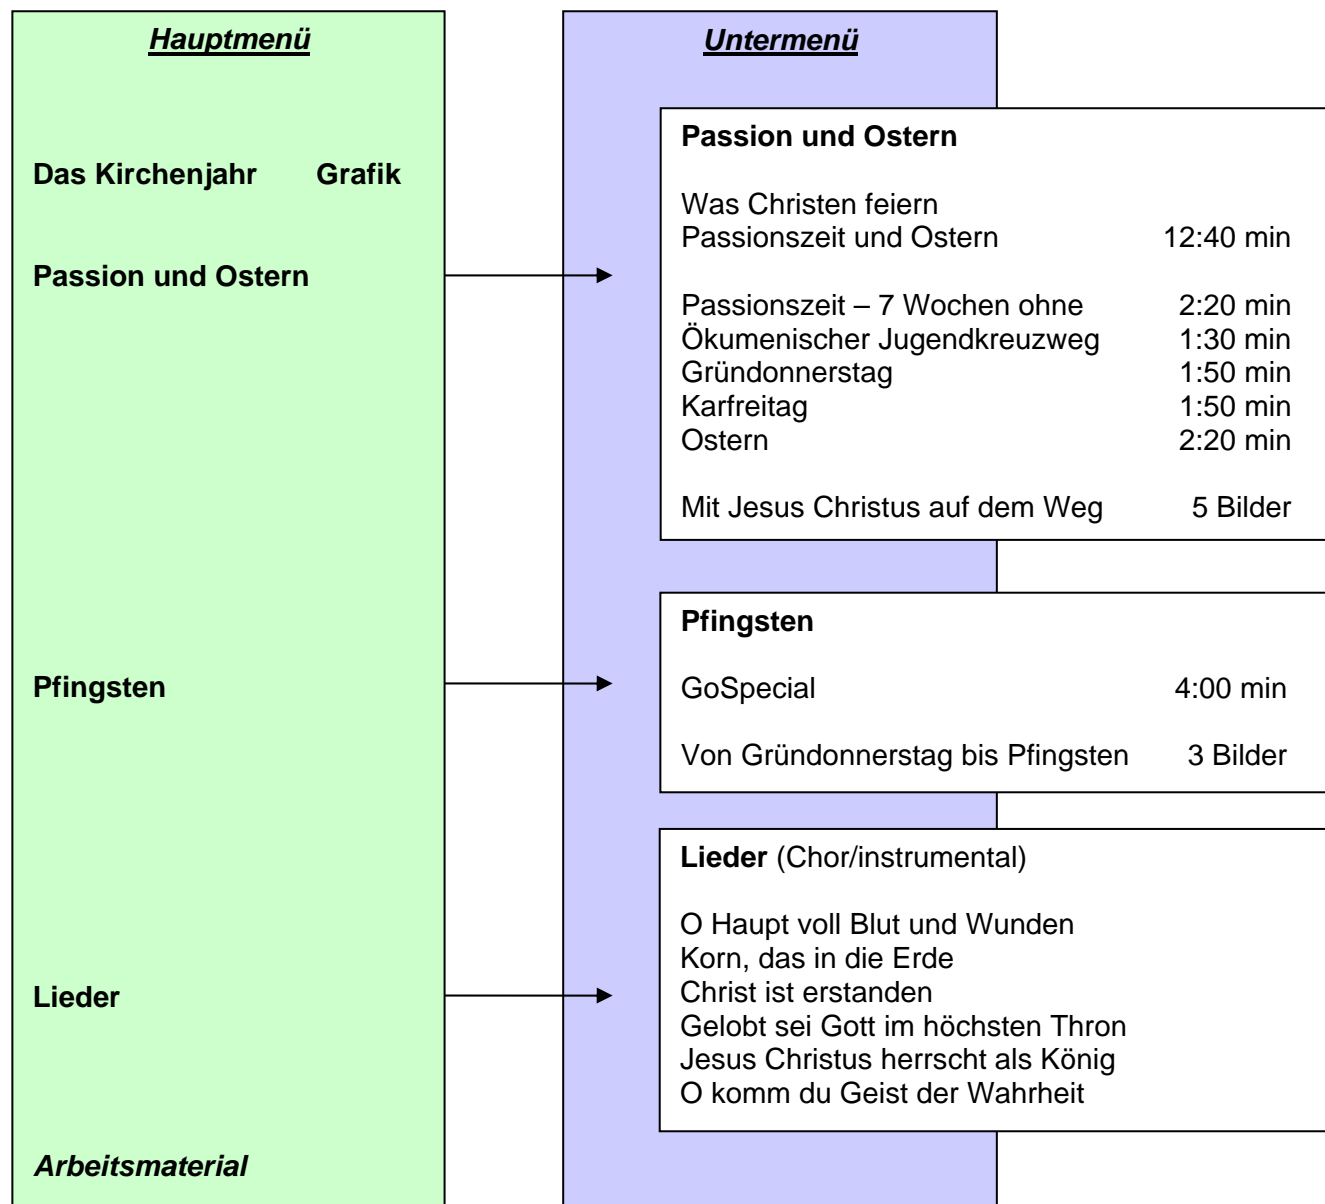 Hauptmenü
Das Kirchenjahr Grafik
Passion und Ostern
Pfingsten
Lieder
Arbeitsmaterial
Untermenü
Passion und Ostern
Was Christen feiern
Passionszeit und Ostern 12:40 min
Passionszeit – 7 Wochen ohne 2:20 min
Ökumenischer Jugendkreuzweg 1:30 min
Gründonnerstag 1:50 min
Karfreitag 1:50 min
Ostern 2:20 min
Mit Jesus Christus auf dem Weg 5 Bilder
Pfingsten
GoSpecial 4:00 min
Von Gründonnerstag bis Pfingsten 3 Bilder
Lieder (Chor/instrumental)
O Haupt voll Blut und Wunden
Korn, das in die Erde
Christ ist erstanden
Gelobt sei Gott im höchsten Thron
Jesus Christus herrscht als König
O komm du Geist der Wahrheit